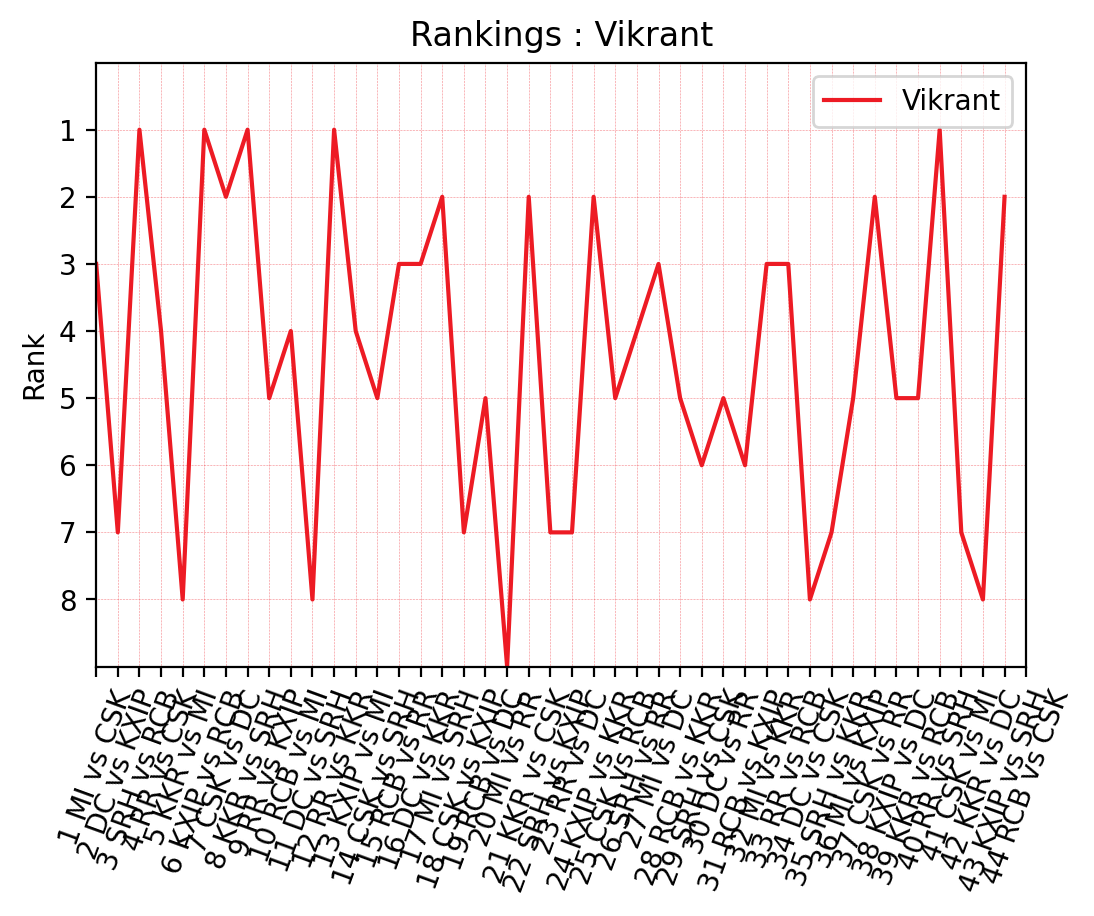 Rankings : Vikrant
Vikrant
Rank
1
2
3
4
5
6
7
8
1 MI vs CSK
2 DC vs KXIP
3 SRH vs RCB
4 RR vs CSK
5 KKR vs MI
6 KXIP vs RCB
7 CSK vs DC
8 KKR vs SRH
9 RR vs KXIP
10 RCB vs MI
11 DC vs SRH
12 RR vs KKR
13 KXIP vs MI
14 CSK vs SRH
15 RCB vs RR
16 DC vs KKR
17 MI vs SRH
18 CSK vs KXIP
19 RCB vs DC
20 MI vs RR
21 KKR vs CSK
22 SRH vs KXIP
23 RR vs DC
24 KXIP vs KKR
25 CSK vs RCB
26 SRH vs RR
27 MI vs DC
28 RCB vs KKR
29 SRH vs CSK
30 DC vs RR
31 RCB vs KXIP
32 MI vs KKR
33 RR vs RCB
34 DC vs CSK
35 SRH vs KKR
36 MI vs KXIP
37 CSK vs RR
38 KXIP vs DC
39 KKR vs RCB
40 RR vs SRH
41 CSK vs MI
42 KKR vs DC
43 KXIP vs SRH
44 RCB vs CSK